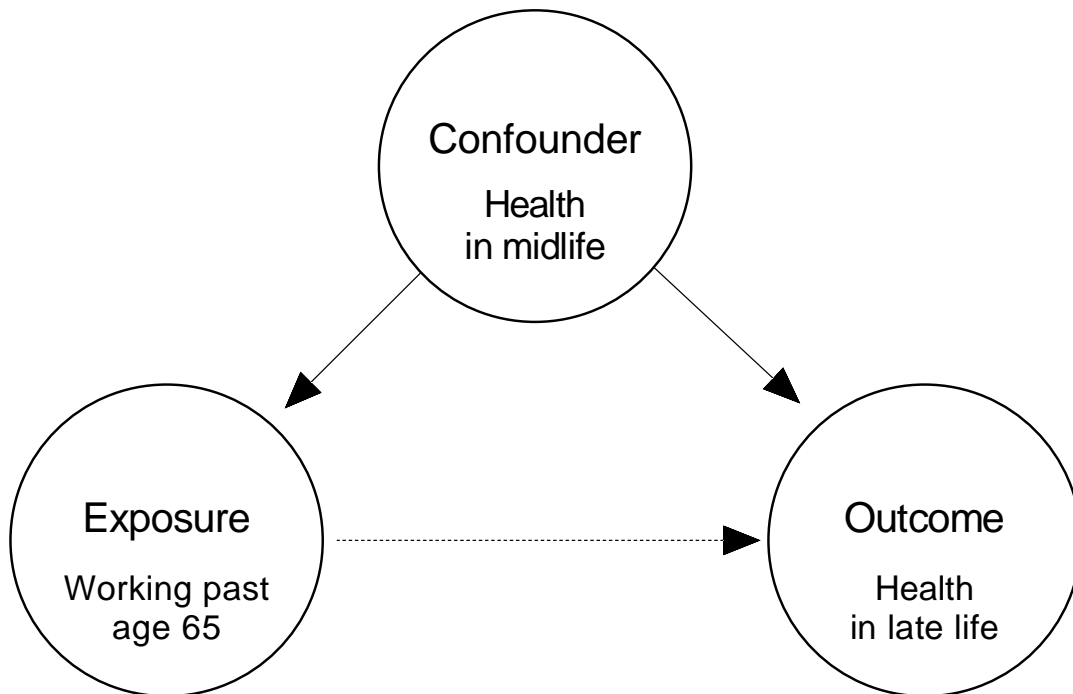 Confounder
Health
in midlife
Exposure
Working past
age 65
Outcome
Health
in late life